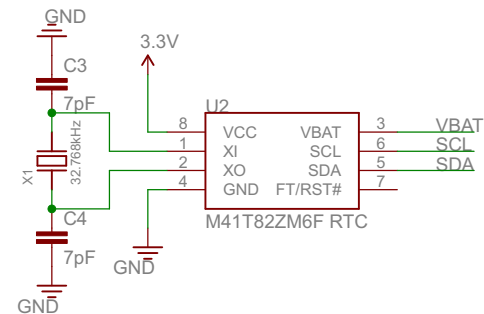 GND
3.3V
C3
7pF
X1
32.768kHz
C4
7pF
GND
GND
U2
8 VCC VBAT 3 VBAT
1 XI SCL 6 SCL
2 XO SDA 5 SDA
4 GND FT/RST# 7
M41T82ZM6F RTC